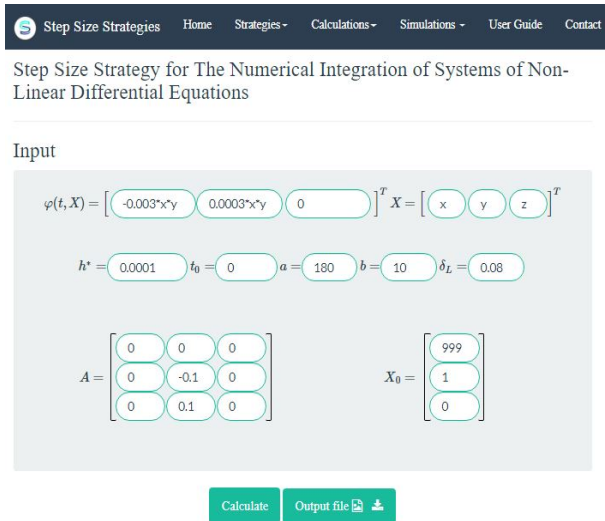 Step Size Strategies Home Strategies Calculations Simulations User Guide Contact
Step Size Strategy for The Numerical Integration of Systems of Non-
Linear Differential Equations
Input
φ(t, X) = [ -0.003*x*y 0.0003*x*y 0 ]^T X = [ x y z ]^T
h* = 0.0001 t₀ = 0 a = 180 b = 10 δ_L = 0.08
0 0 0 999
A = 0 -0.1 0 X₀ = 1
0 0.1 0 0
Calculate Output file